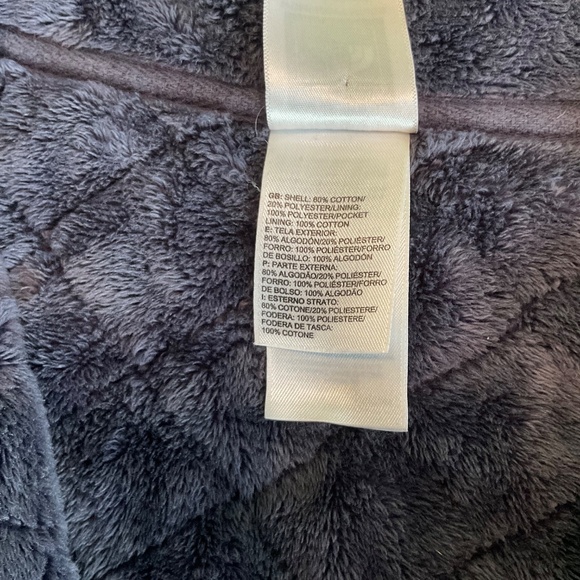 GB: SHELL: 80% COTTON/
20% POLYESTER/LINING:
100% POLYESTER/POCKET
LINING: 100% COTTON
E: TELA EXTERIOR:
80% ALGODÓN/20% POLIÉSTER/
FORRO: 100% POLIÉSTER/FORRO
DE BOSILLO: 100% ALGODÓN
P: PARTE EXTERNA:
80% ALGODÃO/20% POLIÉSTER/
FORRO: 100% POLIÉSTER/FORRO
DE BOLSO: 100% ALGODÃO
I: ESTERNO STRATO:
80% COTONE/20% POLIESTERE/
FODERA: 100% POLIESTERE/
FODERA DE TASCA:
100% COTONE